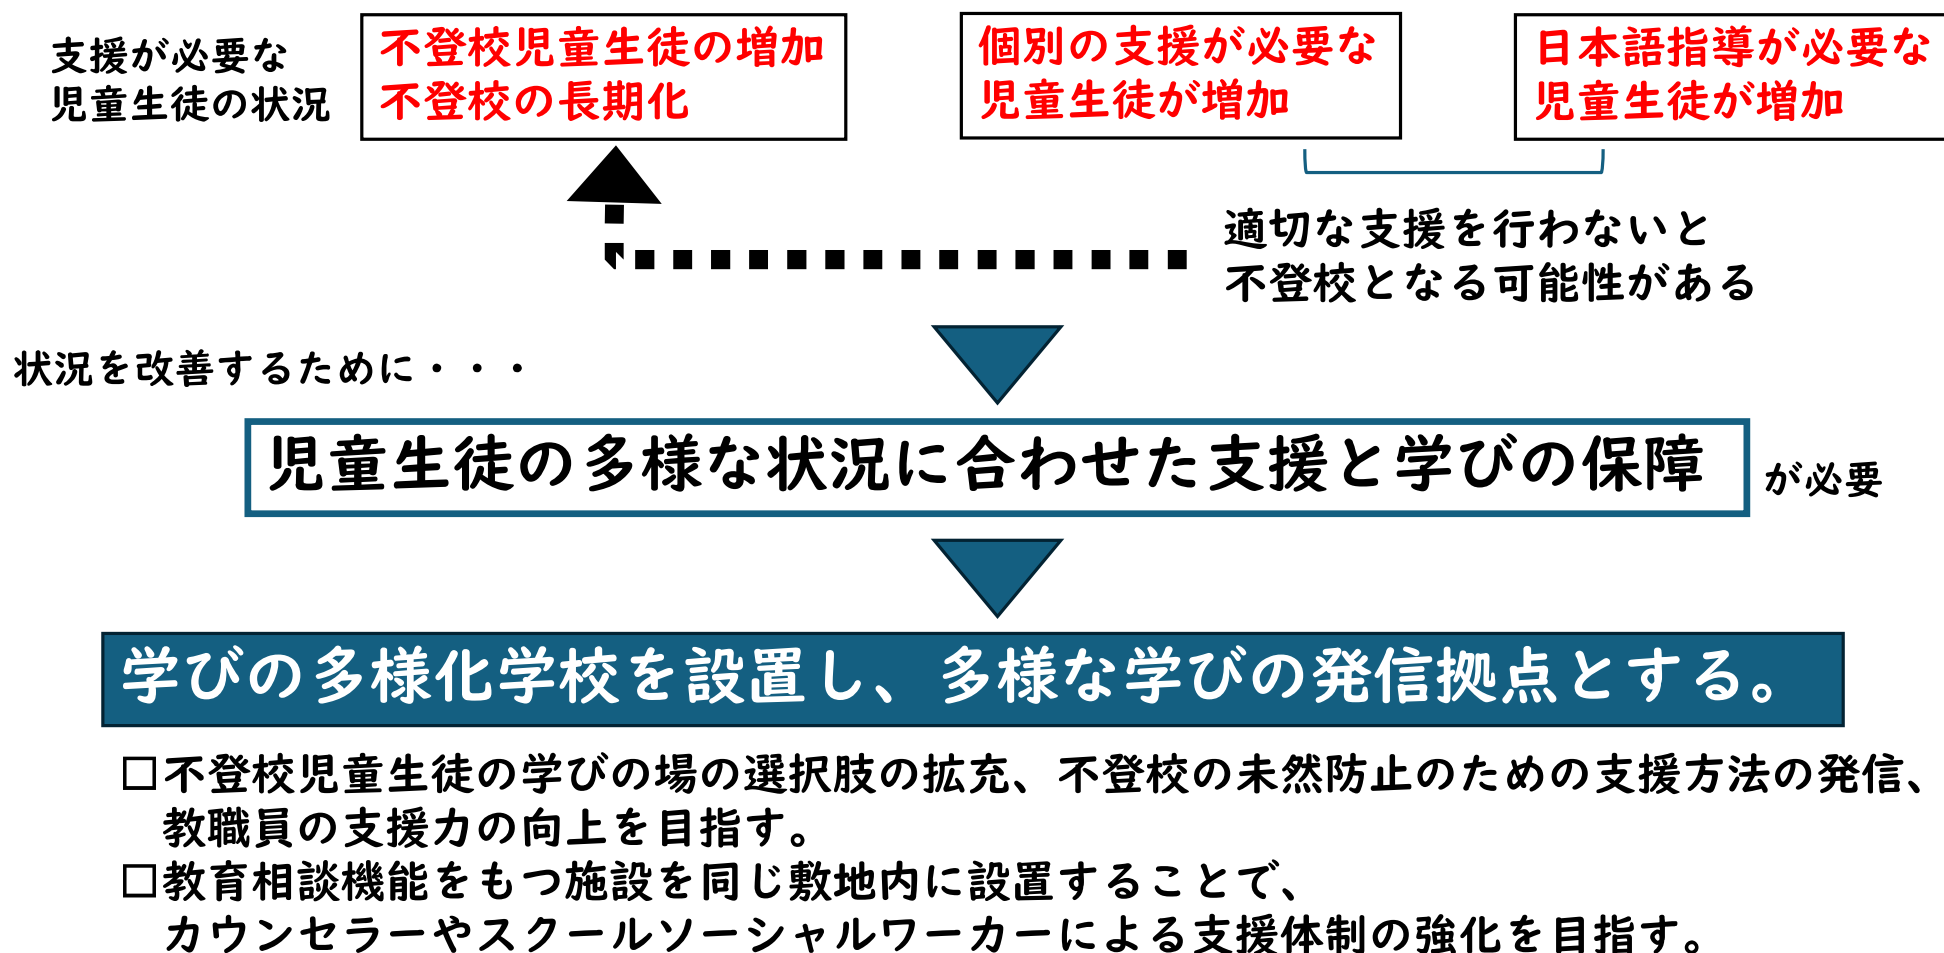 支援が必要な
児童生徒の状況
不登校児童生徒の増加
不登校の長期化
個別の支援が必要な
児童生徒が増加
日本語指導が必要な
児童生徒が増加
適切な支援を行わないと
不登校となる可能性がある
状況を改善するために・・・
児童生徒の多様な状況に合わせた支援と学びの保障
が必要
学びの多様化学校を設置し、多様な学びの発信拠点とする。
□不登校児童生徒の学びの場の選択肢の拡充、不登校の未然防止のための支援方法の発信、
教職員の支援力の向上を目指す。
□教育相談機能をもつ施設を同じ敷地内に設置することで、
カウンセラーやスクールソーシャルワーカーによる支援体制の強化を目指す。